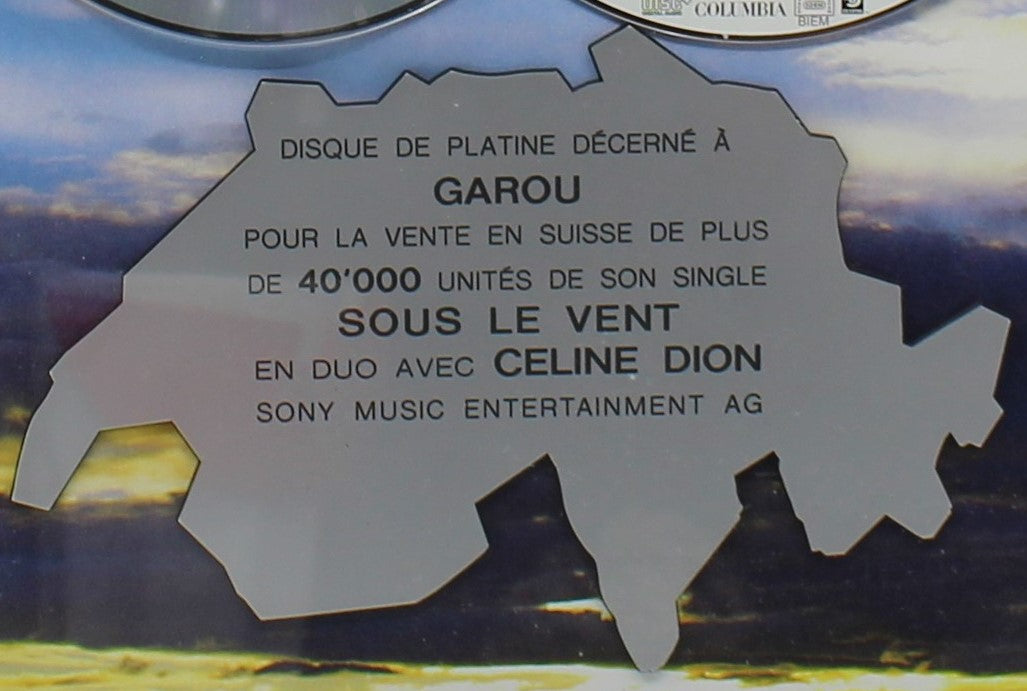 COLUMBIA
BIEM
DISQUE DE PLATINE DÉCERNÉ À
GAROU
POUR LA VENTE EN SUISSE DE PLUS
DE 40'000 UNITÉS DE SON SINGLE
SOUS LE VENT
EN DUO AVEC CELINE DION
SONY MUSIC ENTERTAINMENT AG